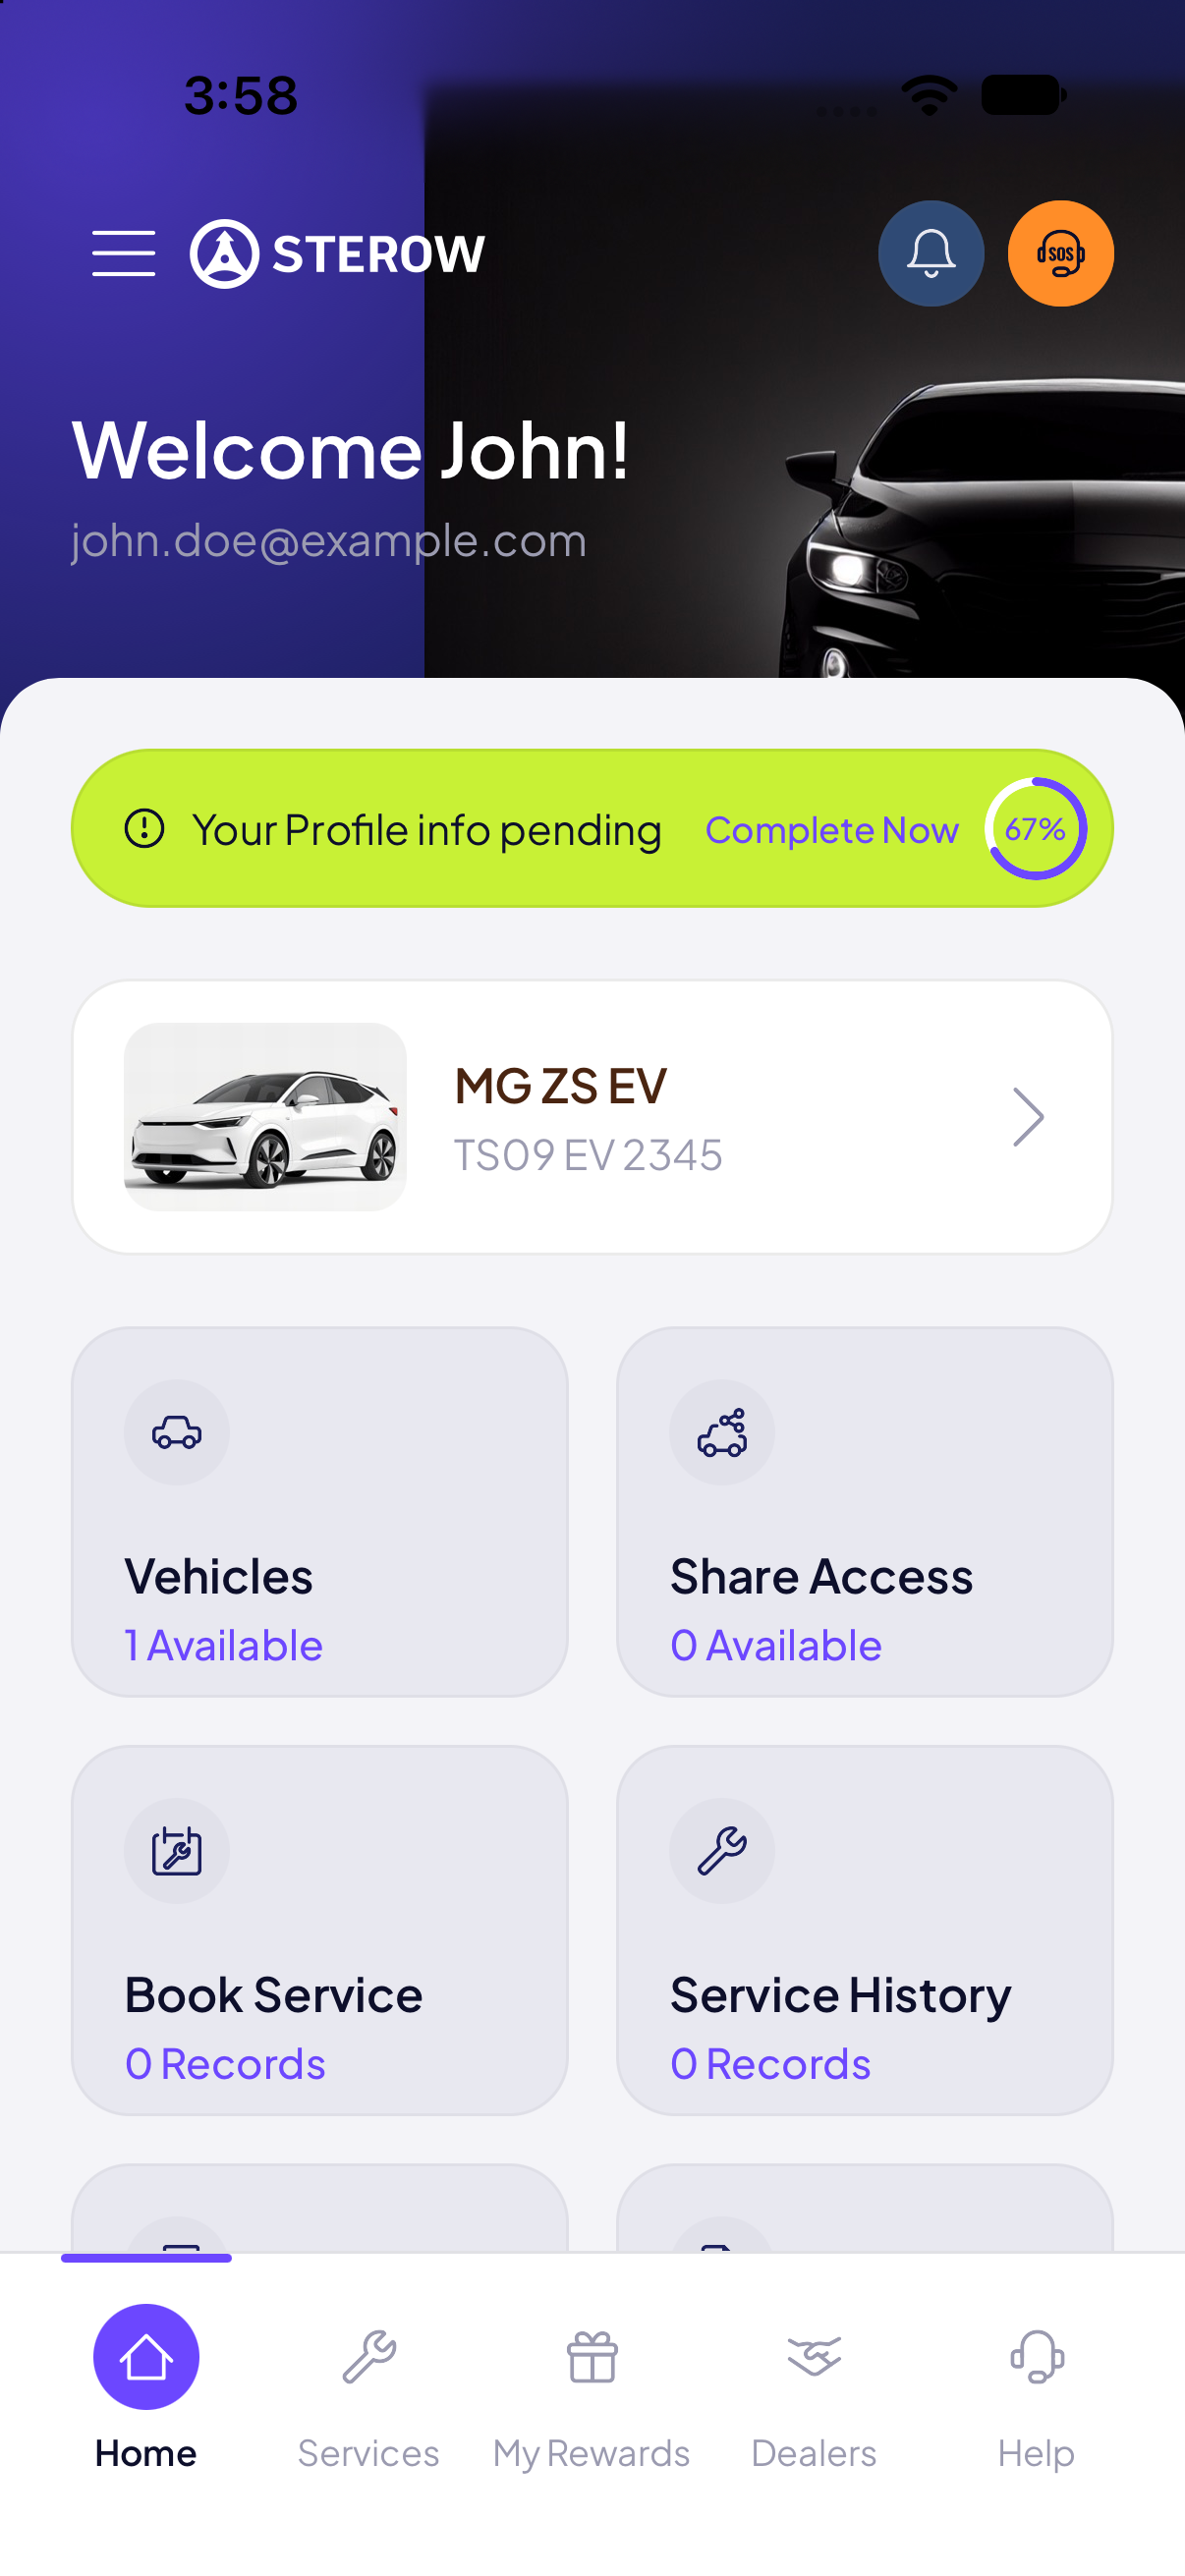 3:58
STEROW
SOS
Welcome John!
john.doe@example.com
Your Profile info pending
Complete Now
67%
MG ZS EV
TS09 EV 2345
Vehicles
1 Available
Share Access
0 Available
Book Service
0 Records
Service History
0 Records
Home
Services
My Rewards
Dealers
Help